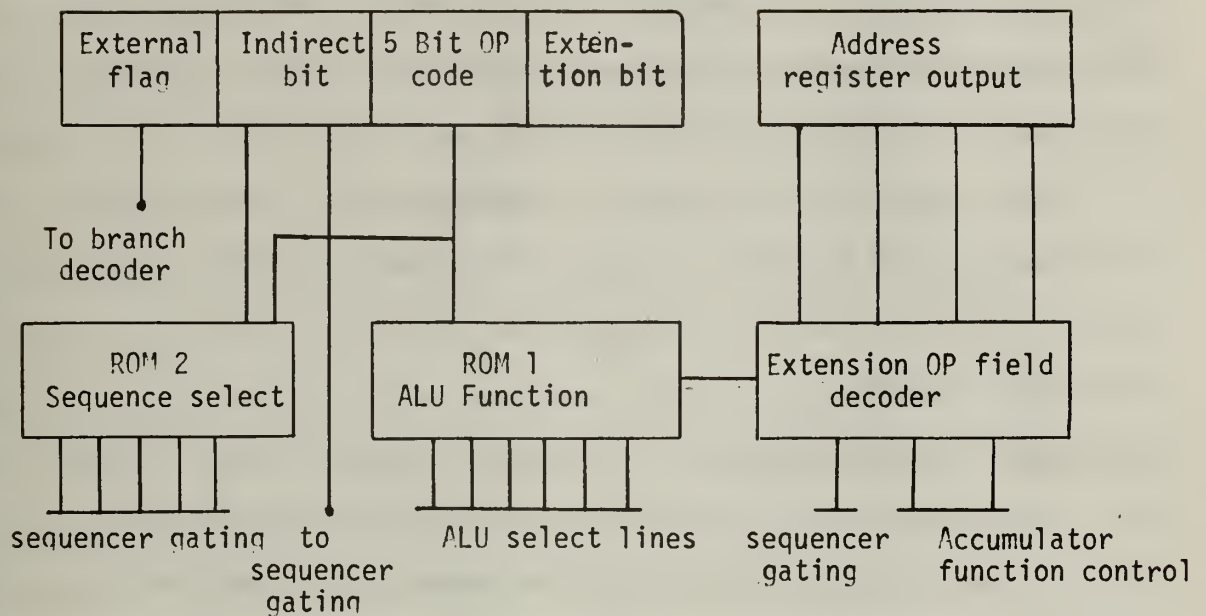 External
flag
Indirect
bit
5 Bit OP
code
Exten-
tion bit
Address
register output
To branch
decoder
ROM 2
Sequence select
ROM 1
ALU Function
Extension OP field
decoder
sequencer gating
to
sequencer
gating
ALU select lines
sequencer
gating
Accumulator
function control